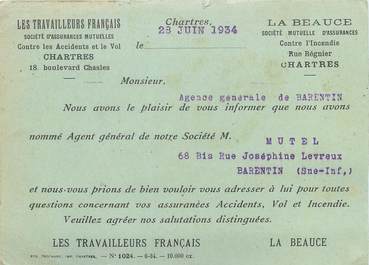 LES TRAVAILLEURS FRANÇAIS
SOCIÉTÉ D'ASSURANCES MUTUELLES
Contre les Accidents et le Vol
CHARTRES
18, boulevard Chasles
Chartres,
le 28 JUIN 1934
LA BEAUCE
SOCIÉTÉ MUTUELLE D'ASSURANCES
Contre l'Incendie
Rue Régnier
CHARTRES
Monsieur,
Agence générale de BARENTIN
Nous avons le plaisir de vous informer que nous avons
nommé Agent général de notre Société M. MUTEL
68 Bis Rue Joséphine Levreux
BARENTIN (Sne-Inf,)
et nous vous prions de bien vouloir vous adresser à lui pour toutes
questions concernant vos assurances Accidents, Vol et Incendie.
Veuillez agréer nos salutations distinguées.
LES TRAVAILLEURS FRANÇAIS
LA BEAUCE
IMP. CHARTRES. — N° 1024. — 6-34. — 10.000 ex.